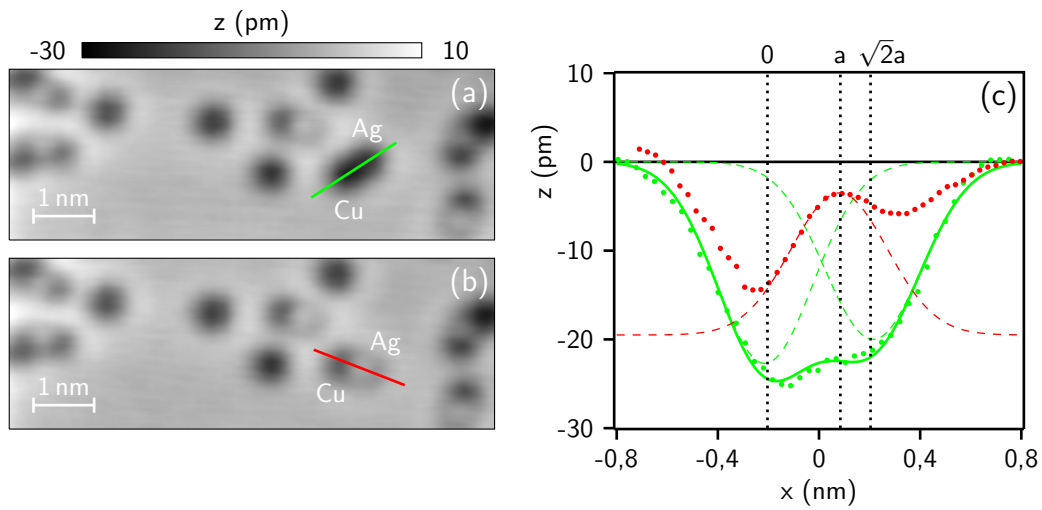 z (pm)
-30
10
(a)
Ag
Cu
1 nm
(b)
Ag
Cu
1 nm
0
a
√2a
(c)
10
0
-10
-20
-30
z (pm)
-0,8
-0,4
0
0,4
0,8
x (nm)